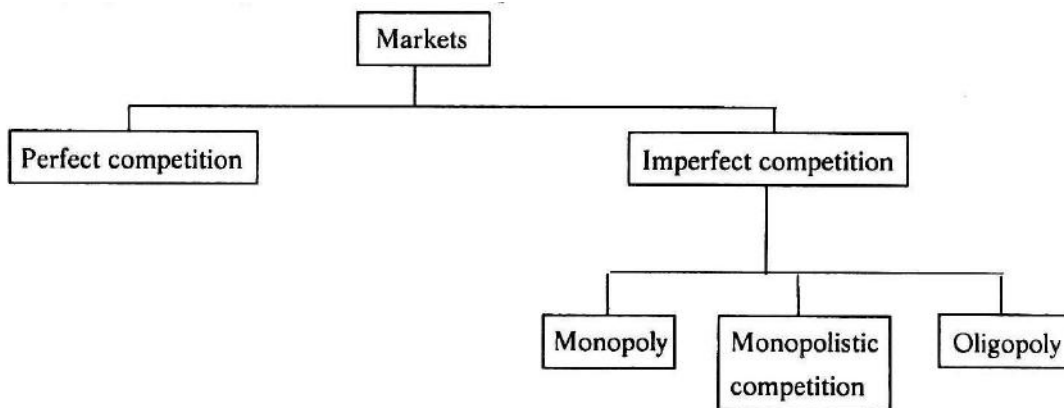 Markets
Perfect competition
Imperfect competition
Monopoly
Monopolistic
competition
Oligopoly